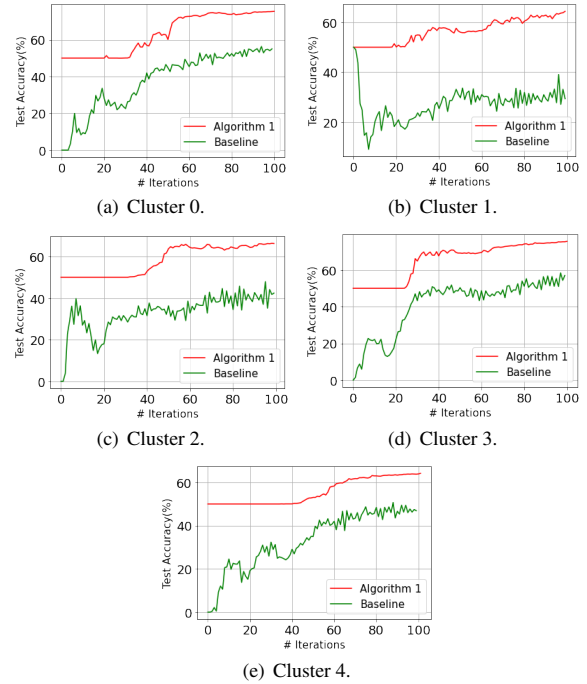 Test Accuracy(%)
60
40
20
0
Algorithm 1
Baseline
0 20 40 60 80 100
# Iterations
(a) Cluster 0.
Test Accuracy(%)
60
40
20
Algorithm 1
Baseline
0 20 40 60 80 100
# Iterations
(b) Cluster 1.
Test Accuracy(%)
60
40
20
0
Algorithm 1
Baseline
0 20 40 60 80 100
# Iterations
(c) Cluster 2.
Test Accuracy(%)
60
40
20
0
Algorithm 1
Baseline
0 20 40 60 80 100
# Iterations
(d) Cluster 3.
Test Accuracy(%)
60
40
20
0
Algorithm 1
Baseline
0 20 40 60 80 100
# Iterations
(e) Cluster 4.